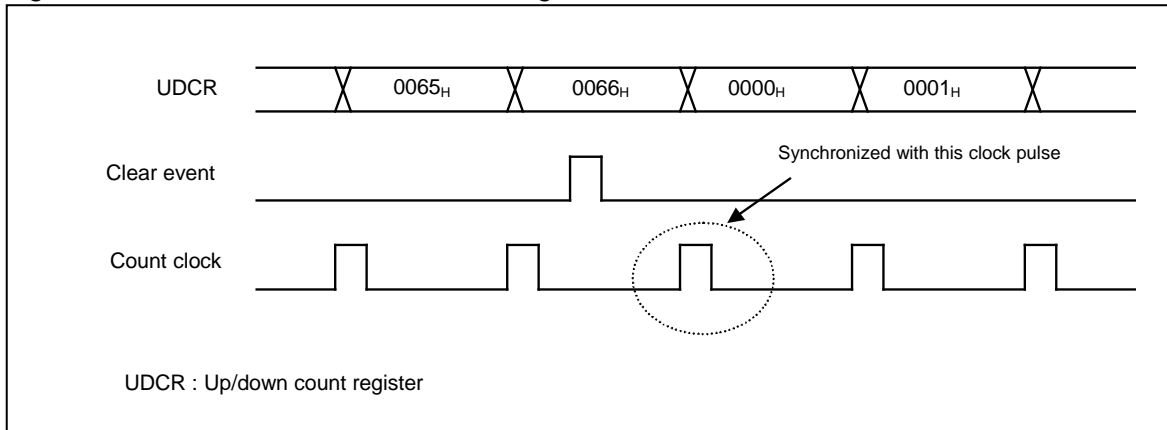 UDCR
0065H 0066H 0000H 0001H
Synchronized with this clock pulse
Clear event
Count clock
UDCR : Up/down count register